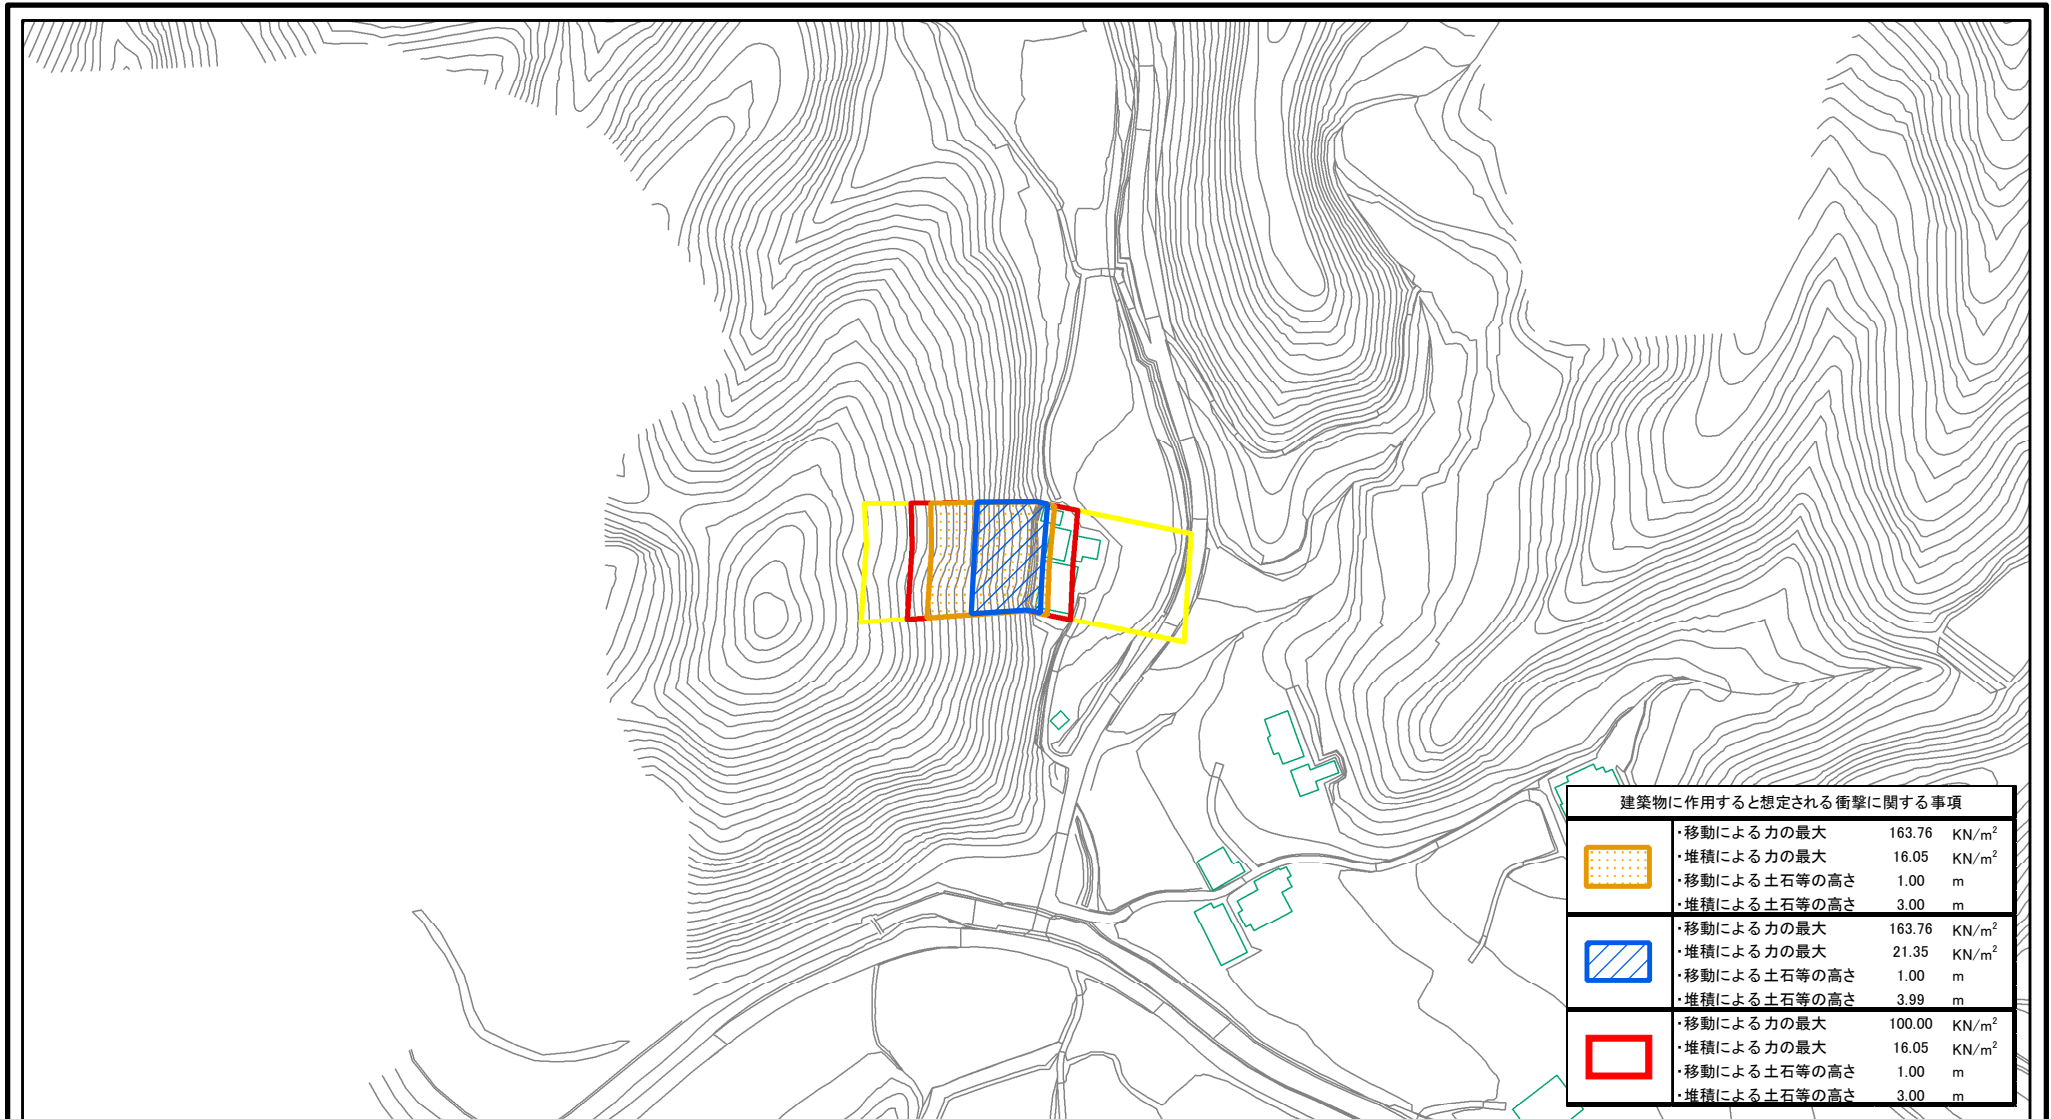 建築物に作用すると想定される衝撃に関する事項
・移動による力の最大 163.76 KN/m²
・堆積による力の最大 16.05 KN/m²
・移動による土石等の高さ 1.00 m
・堆積による土石等の高さ 3.00 m
・移動による力の最大 163.76 KN/m²
・堆積による力の最大 21.35 KN/m²
・移動による土石等の高さ 1.00 m
・堆積による土石等の高さ 3.99 m
・移動による力の最大 100.00 KN/m²
・堆積による力の最大 16.05 KN/m²
・移動による土石等の高さ 1.00 m
・堆積による土石等の高さ 3.00 m